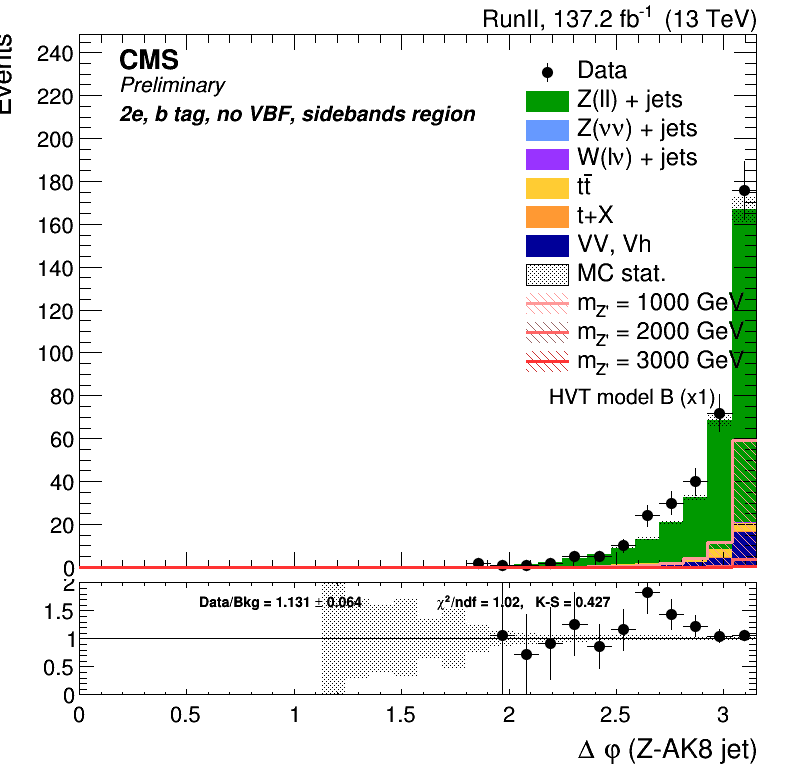 RunII, 137.2 fb-1 (13 TeV)
Events
240
220
200
180
160
140
120
100
80
60
40
20
0
CMS
Preliminary
2e, b tag, no VBF, sidebands region
Data
Z(ll) + jets
Z(νν) + jets
W(lν) + jets
tt̄
t+X
VV, Vh
MC stat.
mZ' = 1000 GeV
mZ' = 2000 GeV
mZ' = 3000 GeV
HVT model B (x1)
2
1.5
1
0.5
0
Data/Bkg = 1.131 ± 0.064 χ²/ndf = 1.02, K-S = 0.427
0 0.5 1 1.5 2 2.5 3
Δ φ (Z-AK8 jet)